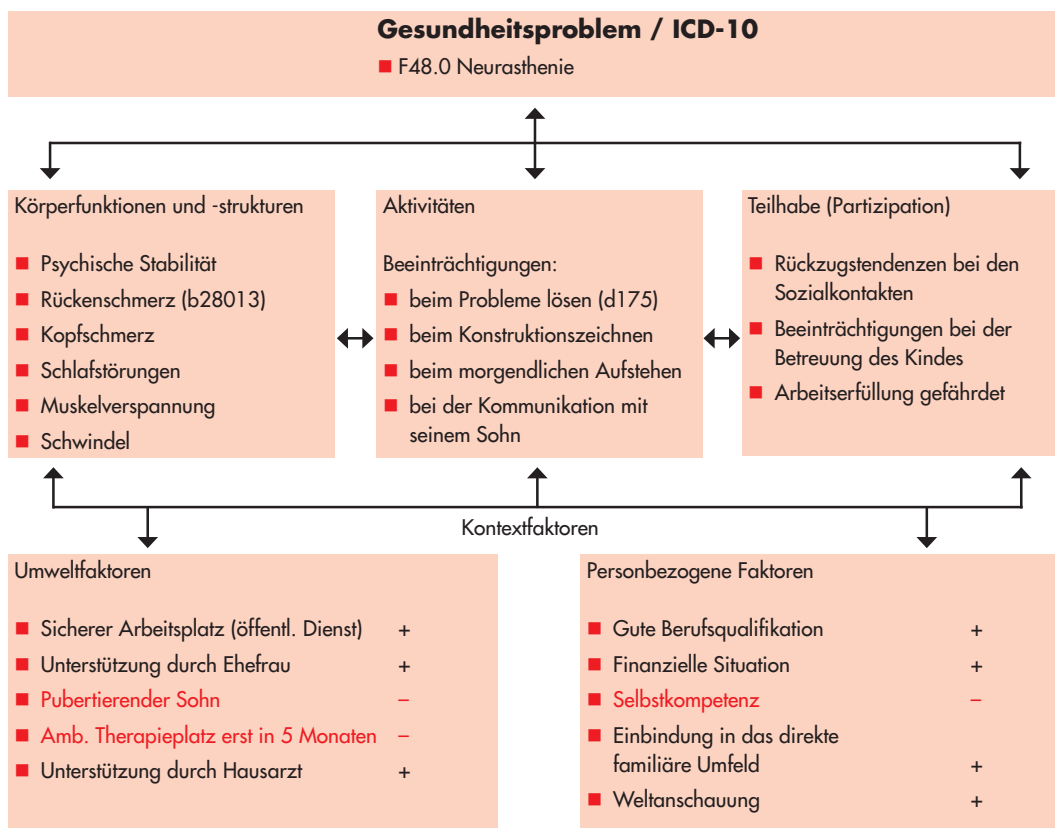 Gesundheitsproblem / ICD-10
F48.0 Neurasthenie
Körperfunktionen und -strukturen
Psychische Stabilität
Rückenschmerz (b28013)
Kopfschmerz
Schlafstörungen
Muskelverspannung
Schwindel
Aktivitäten
Beeinträchtigungen:
beim Probleme lösen (d175)
beim Konstruktionszeichnen
beim morgendlichen Aufstehen
bei der Kommunikation mit
seinem Sohn
Teilhabe (Partizipation)
Rückzugstendenzen bei den
Sozialkontakten
Beeinträchtigungen bei der
Betreuung des Kindes
Arbeitserfüllung gefährdet
Kontextfaktoren
Umweltfaktoren
Sicherer Arbeitsplatz (öffentl. Dienst) +
Unterstützung durch Ehefrau +
Pubertierender Sohn –
Amb. Therapieplatz erst in 5 Monaten –
Unterstützung durch Hausarzt +
Personbezogene Faktoren
Gute Berufsqualifikation +
Finanzielle Situation +
Selbstkompetenz –
Einbindung in das direkte
familiäre Umfeld +
Weltanschauung +